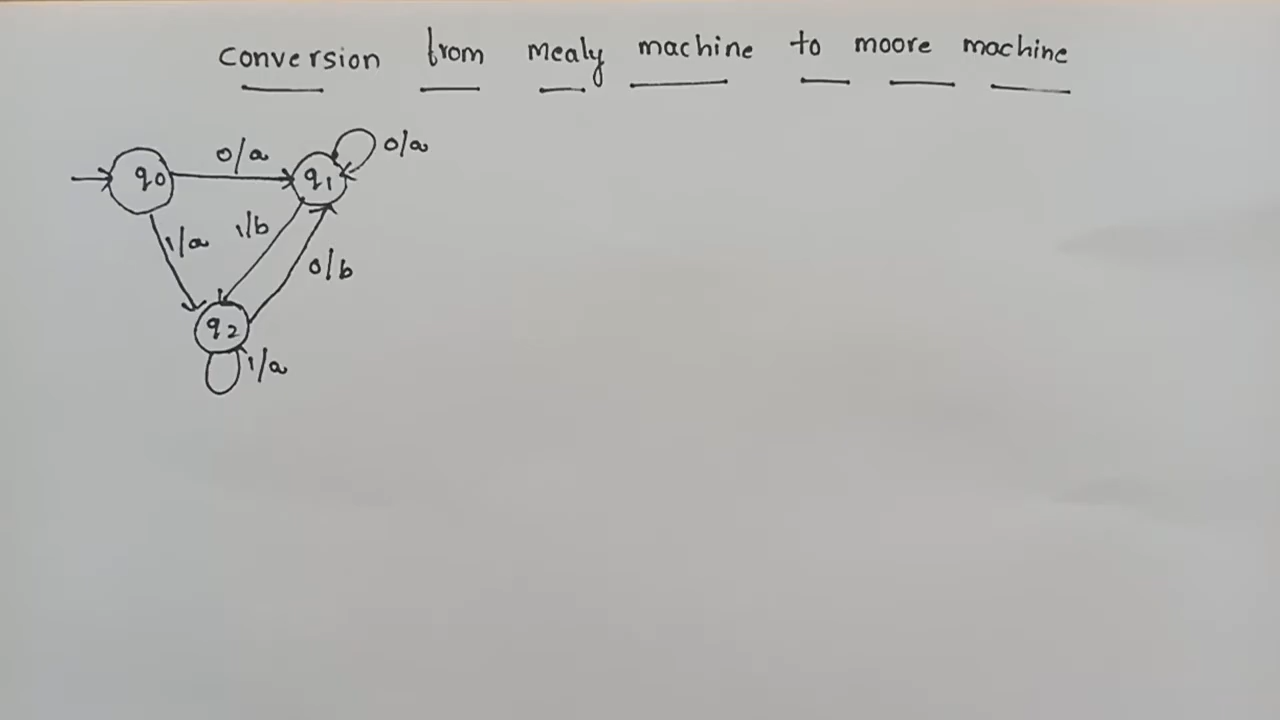 conversion from mealy machine to moore machine
q0 0/a q1 0/a
1/a 1/b 0/b
q2 1/a